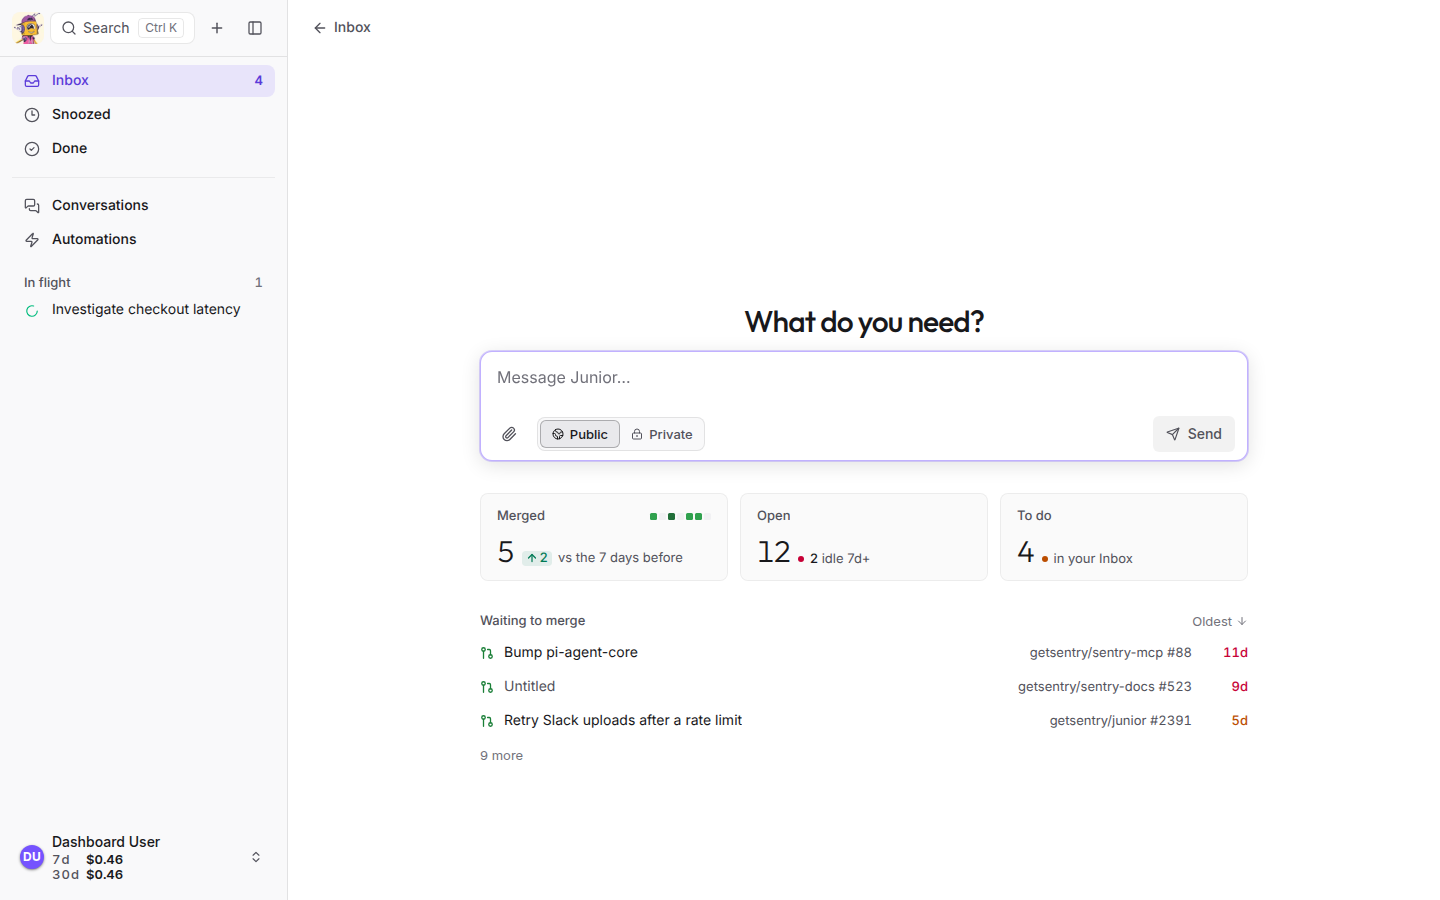 Search Ctrl K
Inbox 4
Snoozed
Done
Conversations
Automations
In flight 1
Investigate checkout latency
DU
Dashboard User
7d $0.46
30d $0.46
Inbox
What do you need?
Message Junior...
Public Private Send
Merged
5 2 vs the 7 days before
Open
12 2 idle 7d+
To do
4 in your Inbox
Waiting to merge Oldest
Bump pi-agent-core getsentry/sentry-mcp #88 11d
Untitled getsentry/sentry-docs #523 9d
Retry Slack uploads after a rate limit getsentry/junior #2391 5d
9 more